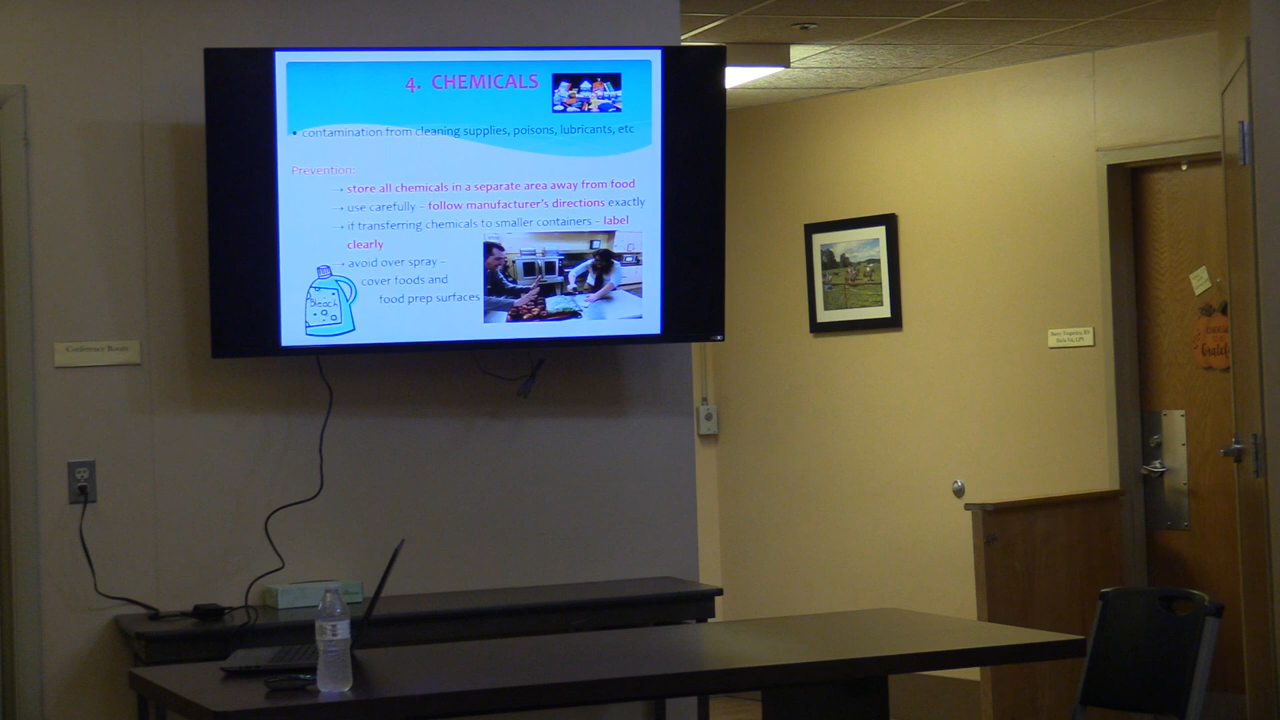 4. CHEMICALS
• contamination from cleaning supplies, poisons, lubricants, etc
Prevention:
→ store all chemicals in a separate area away from food
→ use carefully – follow manufacturer's directions exactly
→ if transferring chemicals to smaller containers – label
clearly
→ avoid over spray –
cover foods and
food prep surfaces
Bleach
Conference Room
Grateful